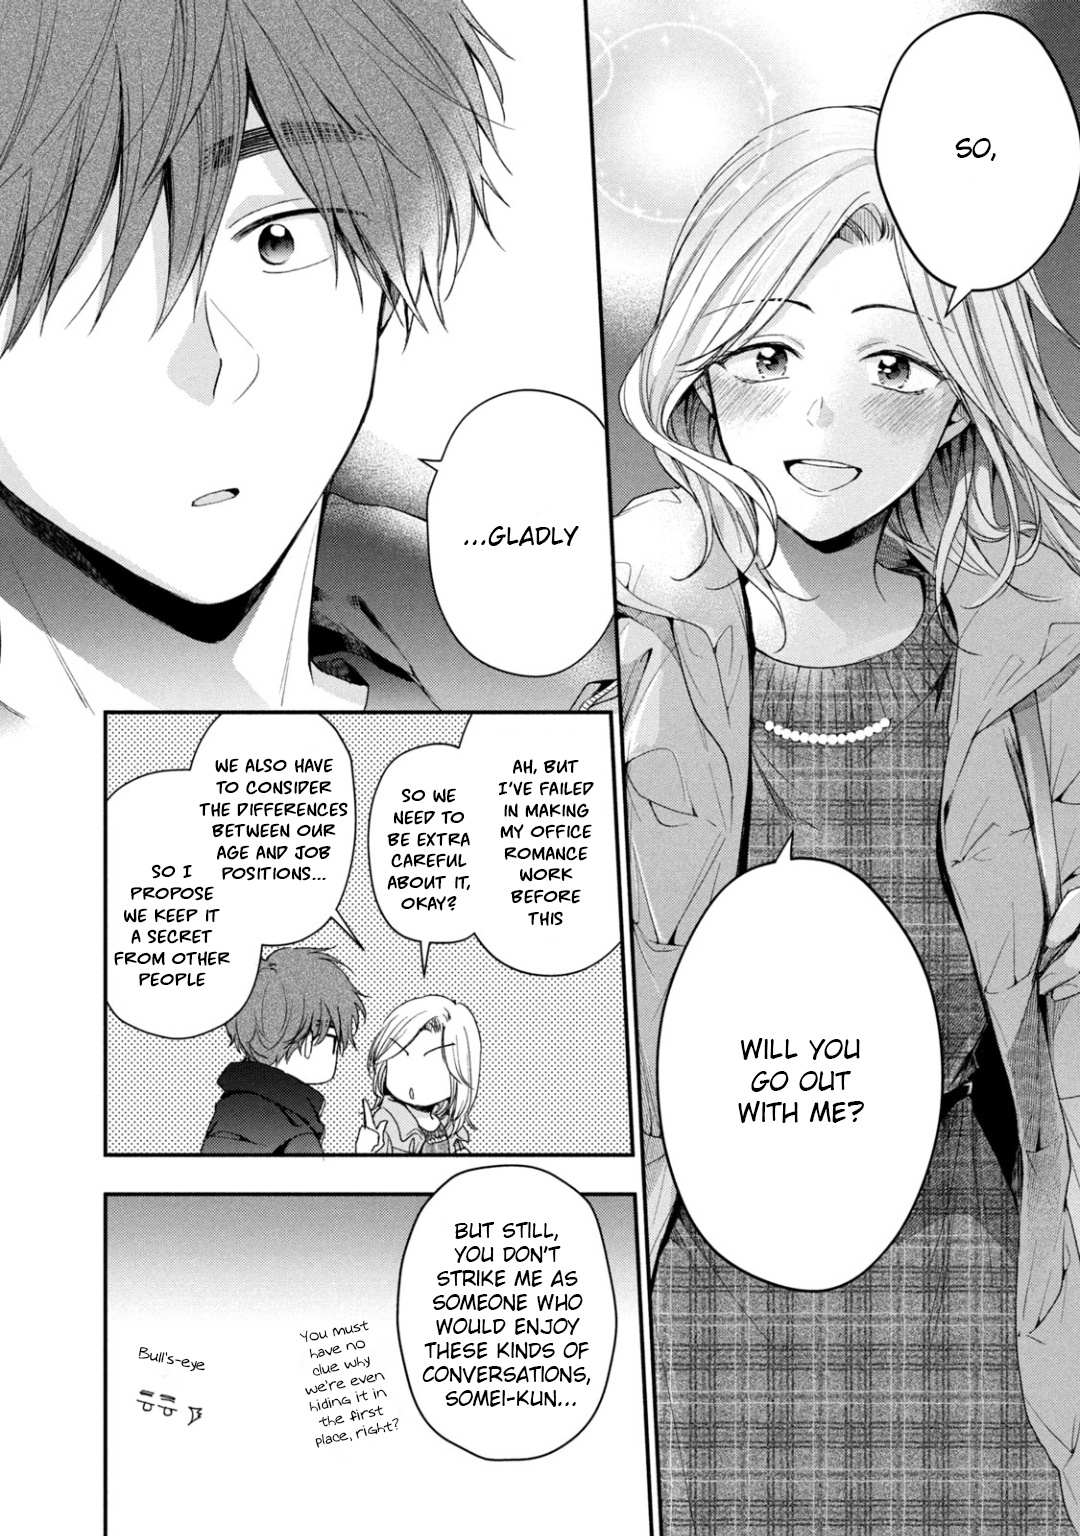 SO,
WILL YOU
GO OUT
WITH ME?
...GLADLY
AH, BUT
I'VE FAILED
IN MAKING
MY OFFICE
ROMANCE
WORK
BEFORE
THIS
SO WE
NEED TO
BE EXTRA
CAREFUL
ABOUT IT,
OKAY?
WE ALSO HAVE
TO CONSIDER
THE DIFFERENCES
BETWEEN OUR
AGE AND JOB
POSITIONS...
SO I
PROPOSE
WE KEEP IT
A SECRET
FROM OTHER
PEOPLE
BUT STILL,
YOU DON'T
STRIKE ME AS
SOMEONE WHO
WOULD ENJOY
THESE KINDS OF
CONVERSATIONS,
SOMEI-KUN...
You must
have no
clue why
we're even
hiding it in
the first
place, right?
Bull's-eye